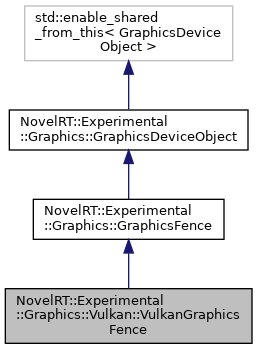 std::enable_shared
_from_this< GraphicsDevice
Object >
NovelRT::Experimental
::Graphics::GraphicsDeviceObject
NovelRT::Experimental
::Graphics::GraphicsFence
NovelRT::Experimental
::Graphics::Vulkan::VulkanGraphics
Fence